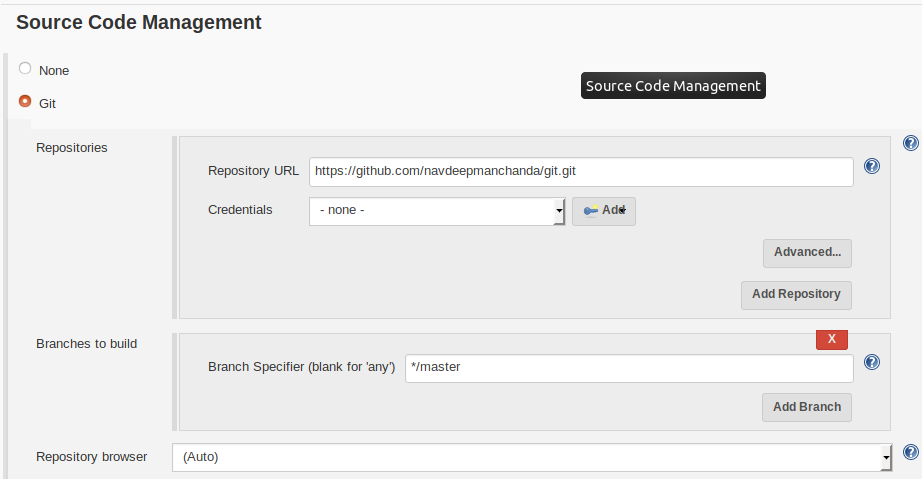 Source Code Management
None
Source Code Management
Git
Repositories
Repository URL https://github.com/navdeepmanchanda/git.git
Credentials - none - Add
Advanced...
Add Repository
Branches to build
X
Branch Specifier (blank for 'any') */master
Add Branch
Repository browser (Auto)